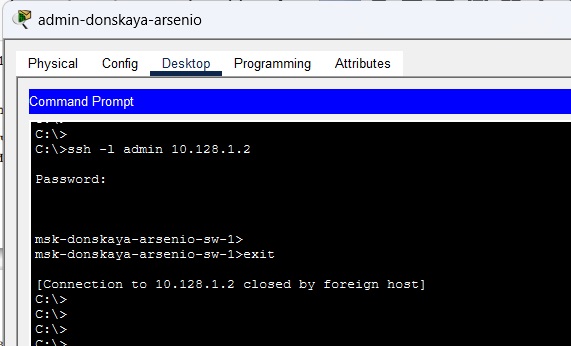 admin-donskaya-arsenio
Physical Config Desktop Programming Attributes
Command Prompt
C:\>
C:\>ssh -l admin 10.128.1.2
Password:
msk-donskaya-arsenio-sw-1>
msk-donskaya-arsenio-sw-1>exit
[Connection to 10.128.1.2 closed by foreign host]
C:\>
C:\>
C:\>
C:\>